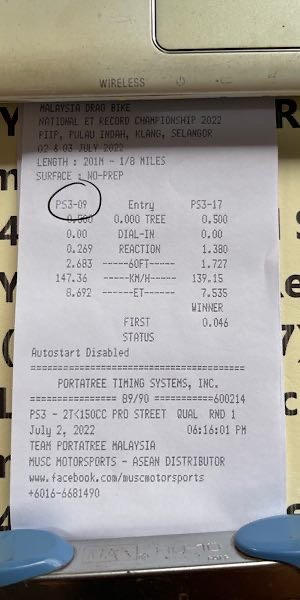 WIRELESS
MALAYSIA DRAG BIKE
NATIONAL ET RECORD CHAMPIONSHIP 2022
PIIP, PULAU INDAH, KLANG, SELANGOR
02 & 03 JULY 2022
LENGTH : 201M - 1/8 MILES
SURFACE : NO-PREP
PS3-09 Entry PS3-17
0.500 0.000 TREE 0.500
0.00 DIAL-IN 0.00
0.269 REACTION 1.380
2.683 -----60FT----- 1.727
147.36 -----KM/H----- 139.15
8.692 ------ET------ 7.535
WINNER
FIRST 0.046
STATUS
Autostart Disabled
========================================
PORTATREE TIMING SYSTEMS, INC.
=============== 89/90 ===========600214
PS3 - 2TK150CC PRO STREET QUAL RND 1
July 2, 2022 06:16:01 PM
TEAM PORTATREE MALAYSIA
MUSC MOTORSPORTS - ASEAN DISTRIBUTOR
www.facebook.com/muscmotorsports
+6016-6681490